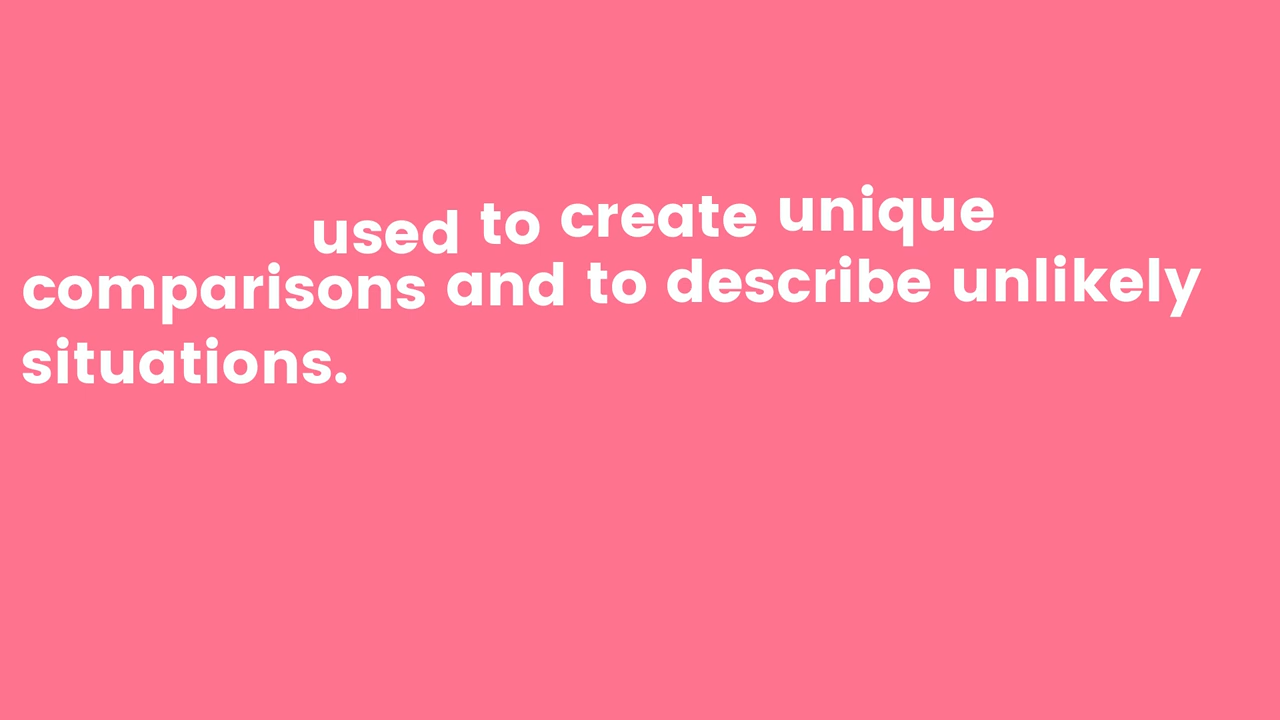 used to create unique
comparisons and to describe unlikely
situations.